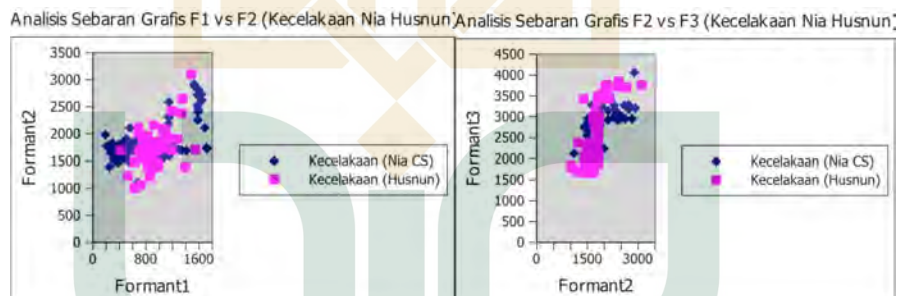 Analisis Sebaran Grafis F1 vs F2 (Kecelakaan Nia Husnun)
3500
3000
2500
2000
1500
1000
500
0
Formant2
0 800 1600
Formant1
Kecelakaan (Nia CS)
Kecelakaan (Husnun)
Analisis Sebaran Grafis F2 vs F3 (Kecelakaan Nia Husnun)
4500
4000
3500
3000
2500
2000
1500
1000
500
0
Formant3
0 1500 3000
Formant2
Kecelakaan (Nia CS)
Kecelakaan (Husnun)